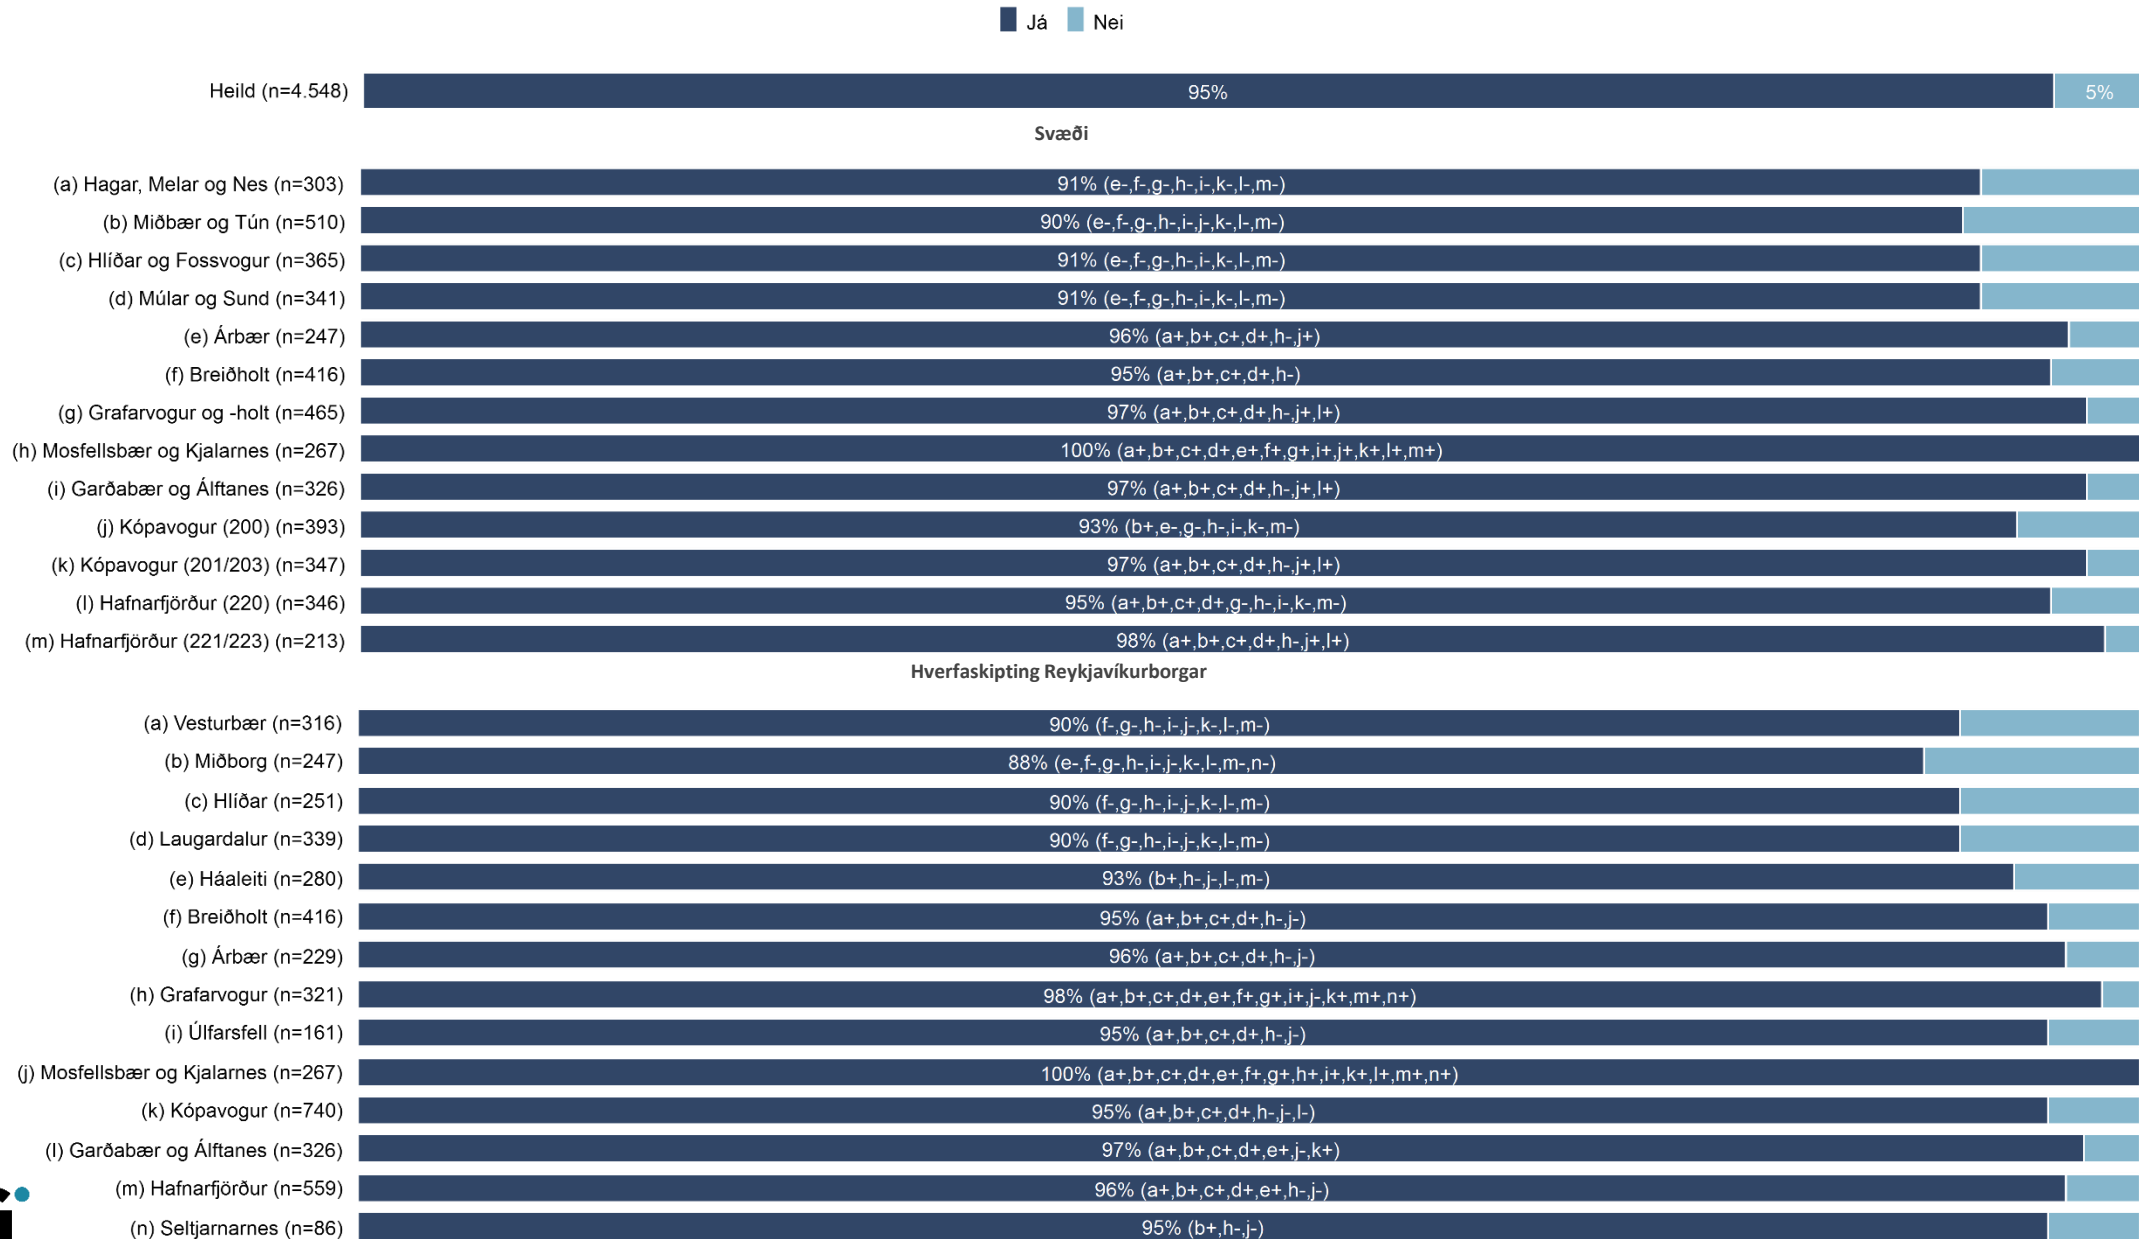 Já Nei
Heild (n=4.548) 95% 5%
Svæði
(a) Hagar, Melar og Nes (n=303) 91% (e-,f-,g-,h-,i-,k-,l-,m-)
(b) Miðbær og Tún (n=510) 90% (e-,f-,g-,h-,i-,j-,k-,l-,m-)
(c) Hlíðar og Fossvogur (n=365) 91% (e-,f-,g-,h-,i-,k-,l-,m-)
(d) Múlar og Sund (n=341) 91% (e-,f-,g-,h-,i-,k-,l-,m-)
(e) Árbær (n=247) 96% (a+,b+,c+,d+,h-,j+)
(f) Breiðholt (n=416) 95% (a+,b+,c+,d+,h-)
(g) Grafarvogur og -holt (n=465) 97% (a+,b+,c+,d+,h-,j+,l+)
(h) Mosfellsbær og Kjalarnes (n=267) 100% (a+,b+,c+,d+,e+,f+,g+,i+,j+,k+,l+,m+)
(i) Garðabær og Álftanes (n=326) 97% (a+,b+,c+,d+,h-,j+,l+)
(j) Kópavogur (200) (n=393) 93% (b+,e-,g-,h-,i-,k-,m-)
(k) Kópavogur (201/203) (n=347) 97% (a+,b+,c+,d+,h-,j+,l+)
(l) Hafnarfjörður (220) (n=346) 95% (a+,b+,c+,d+,g-,h-,i-,k-,m-)
(m) Hafnarfjörður (221/223) (n=213) 98% (a+,b+,c+,d+,h-,j+,l+)
Hverfaskipting Reykjavíkurborgar
(a) Vesturbær (n=316) 90% (f-,g-,h-,i-,j-,k-,l-,m-)
(b) Miðborg (n=247) 88% (e-,f-,g-,h-,i-,j-,k-,l-,m-,n-)
(c) Hlíðar (n=251) 90% (f-,g-,h-,i-,j-,k-,l-,m-)
(d) Laugardalur (n=339) 90% (f-,g-,h-,i-,j-,k-,l-,m-)
(e) Háaleiti (n=280) 93% (b+,h-,j-,l-,m-)
(f) Breiðholt (n=416) 95% (a+,b+,c+,d+,h-,j-)
(g) Árbær (n=229) 96% (a+,b+,c+,d+,h-,j-)
(h) Grafarvogur (n=321) 98% (a+,b+,c+,d+,e+,f+,g+,i+,j-,k+,m+,n+)
(i) Úlfarsfell (n=161) 95% (a+,b+,c+,d+,h-,j-)
(j) Mosfellsbær og Kjalarnes (n=267) 100% (a+,b+,c+,d+,e+,f+,g+,h+,i+,k+,l+,m+,n+)
(k) Kópavogur (n=740) 95% (a+,b+,c+,d+,h-,j-,l-)
(l) Garðabær og Álftanes (n=326) 97% (a+,b+,c+,d+,e+,j-,k+)
(m) Hafnarfjörður (n=559) 96% (a+,b+,c+,d+,e+,h-,j-)
(n) Seltjarnarnes (n=86) 95% (b+,h-,j-)